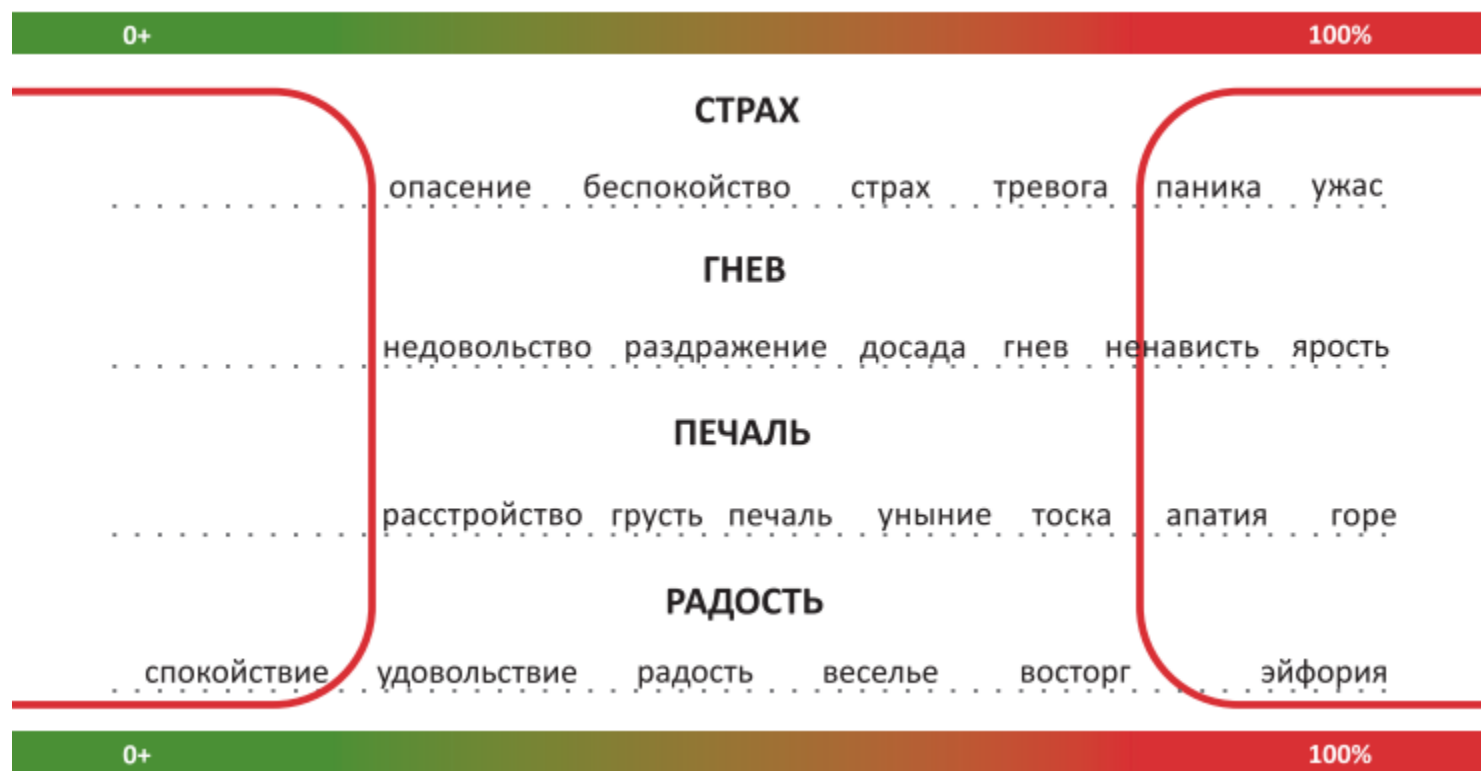 0+ 100%
СТРАХ
опасение беспокойство страх тревога паника ужас
ГНЕВ
недовольство раздражение досада гнев ненависть ярость
ПЕЧАЛЬ
расстройство грусть печаль уныние тоска апатия горе
РАДОСТЬ
спокойствие удовольствие радость веселье восторг эйфория
0+ 100%